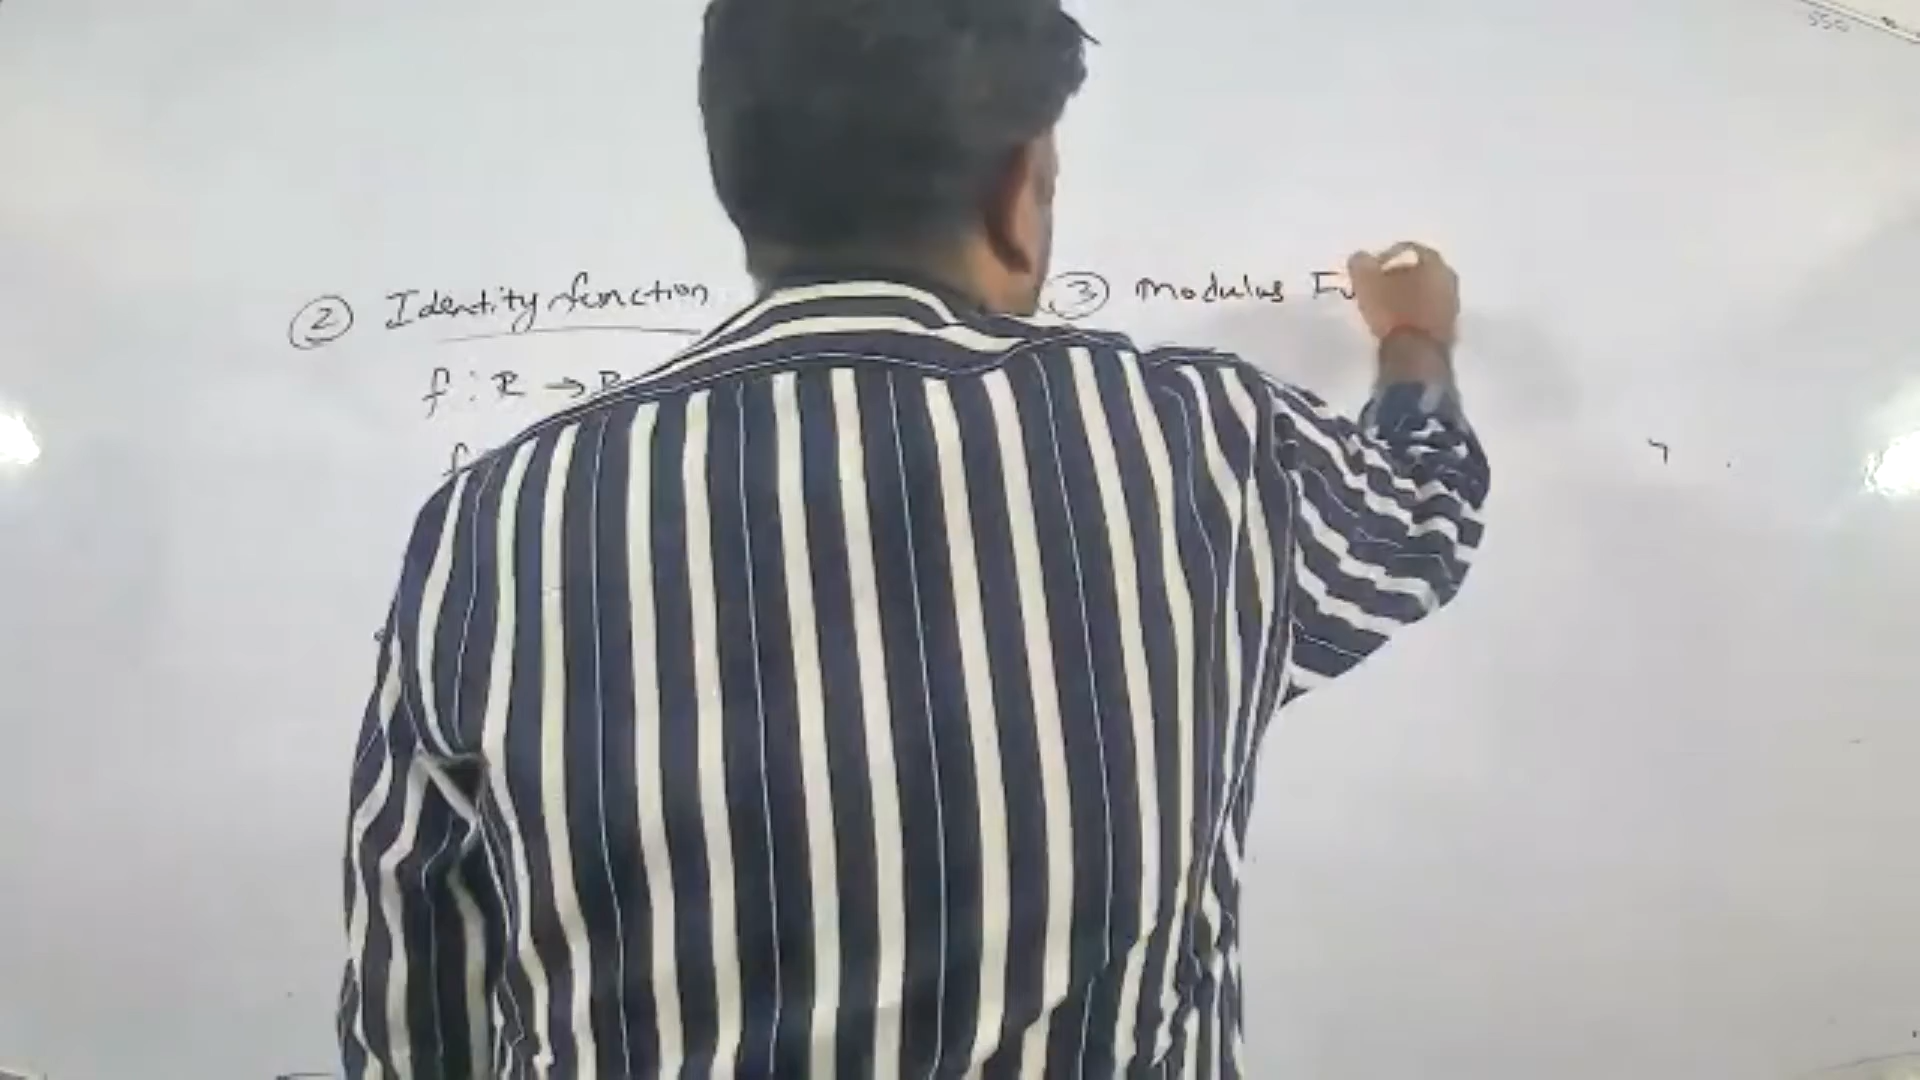 ② Identity function
f : R → R
f
③ Modulus Fu